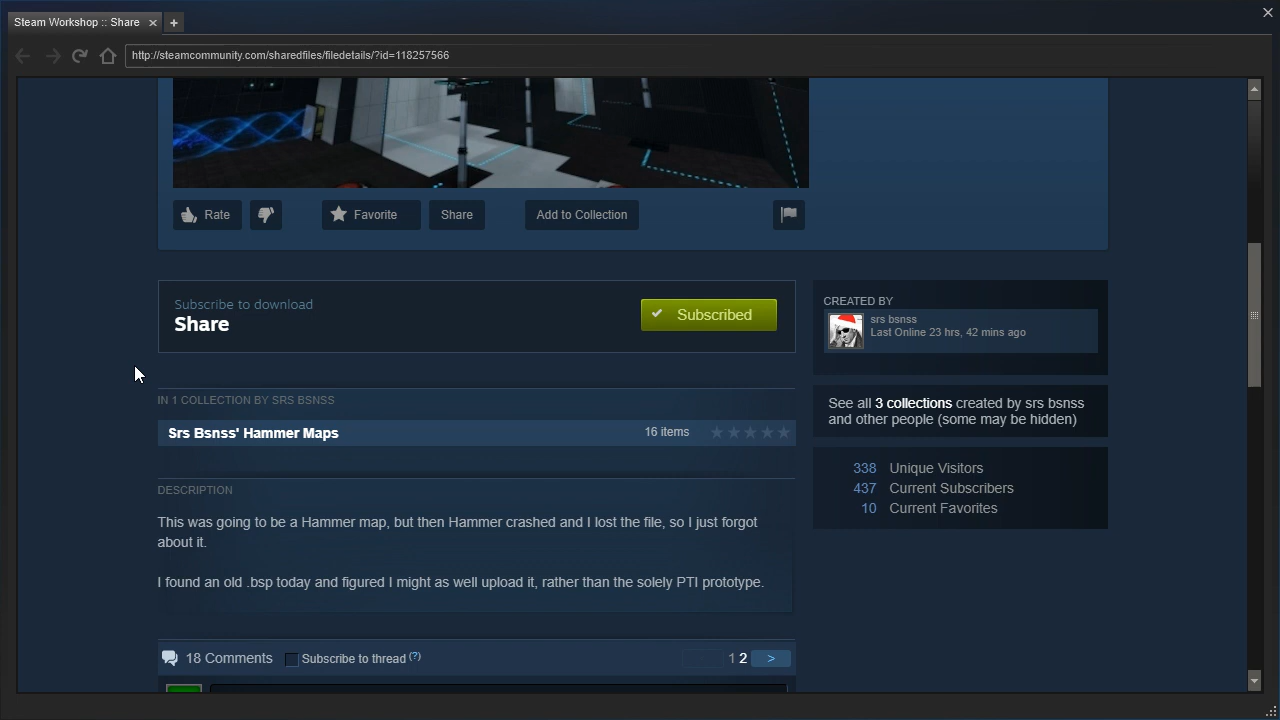 Steam Workshop :: Share
http://steamcommunity.com/sharedfiles/filedetails/?id=118257566
Rate
Favorite
Share
Add to Collection
Subscribe to download
Share
Subscribed
CREATED BY
srs bsnss
Last Online 23 hrs, 42 mins ago
See all 3 collections created by srs bsnss
and other people (some may be hidden)
338 Unique Visitors
437 Current Subscribers
10 Current Favorites
IN 1 COLLECTION BY SRS BSNSS
Srs Bsnss' Hammer Maps 16 items
DESCRIPTION
This was going to be a Hammer map, but then Hammer crashed and I lost the file, so I just forgot
about it.
I found an old .bsp today and figured I might as well upload it, rather than the solely PTI prototype.
18 Comments Subscribe to thread (?) 1 2 >